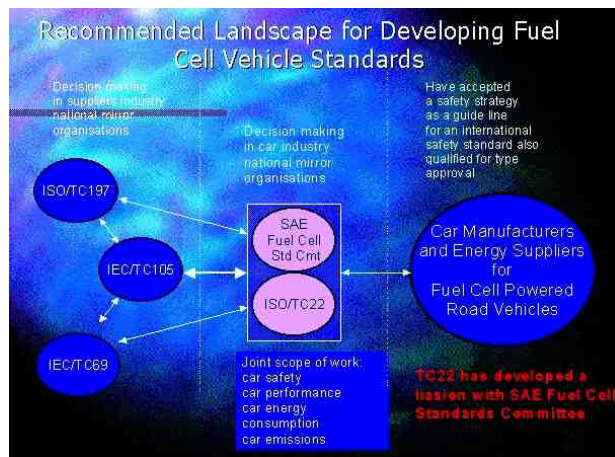 Recommended Landscape for Developing Fuel
Cell Vehicle Standards
Decision making
in suppliers industry
national mirror
organisations
Decision making
in car industry
national mirror
organisations
Have accepted
a safety strategy
as a guide line
for an international
safety standard also
qualified for type
approval
ISO/TC197
IEC/TC105
IEC/TC69
SAE
Fuel Cell
Std Cmt
ISO/TC22
Car Manufacturers
and Energy Suppliers
for
Fuel Cell Powered
Road Vehicles
Joint scope of work:
car safety
car performance
car energy
consumption
car emissions
TC22 has developed a
liasion with SAE Fuel Cell
Standards Committee